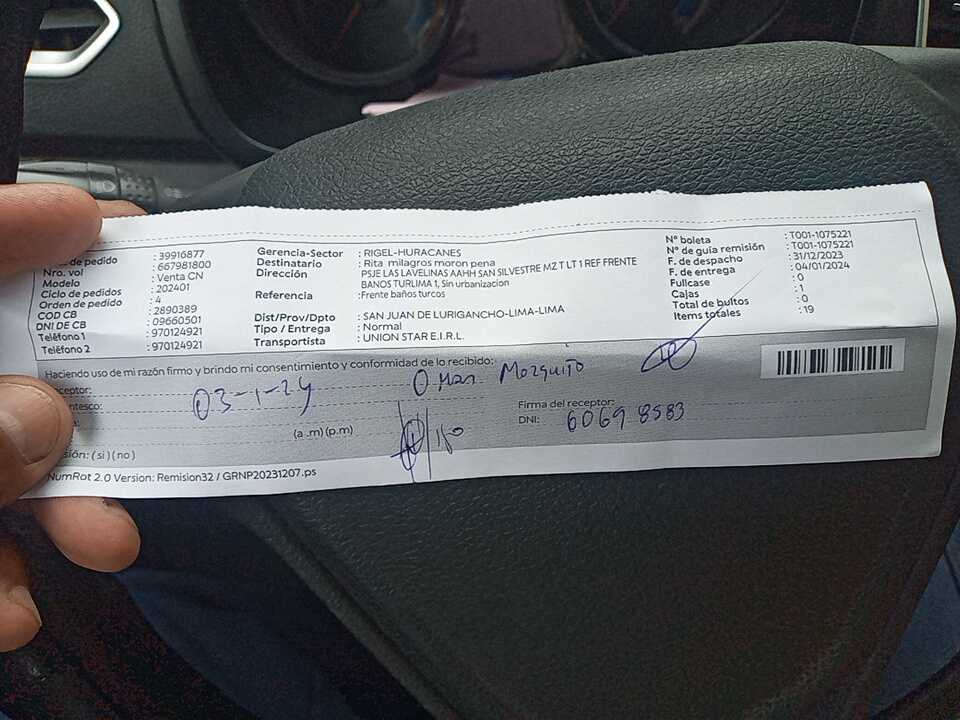 de pedido : 39916877
Nro. vol : 667981800
Modelo : Venta CN
Ciclo de pedidos : 202401
Orden de pedido : 4
COD CB : 2890389
DNI DE CB : 09660501
Teléfono 1 : 970124921
Teléfono 2 : 970124921
Gerencia-Sector : RIGEL-HURACANES
Destinatario : Rita milagros moron pena
Dirección : PSJE LAS LAVELINAS AAHH SAN SILVESTRE MZ T LT 1 REF FRENTE
BANOS TURLIMA 1, Sin urbanizacion
Referencia :Frente baños turcos
Dist/Prov/Dpto : SAN JUAN DE LURIGANCHO-LIMA-LIMA
Tipo / Entrega : Normal
Transportista : UNION STAR E.I.R.L.
N° boleta : T001-1075221
N° de guía remisión : T001-1075221
F. de despacho : 31/12/2023
F. de entrega : 04/01/2024
Fullcase : 0
Cajas : 1
Total de bultos : 0
Items totales : 19
Haciendo uso de mi razón firmo y brindo mi consentimiento y conformidad de lo recibido:
ceptor: Omar Mozquito
ntesco: 03-1-24
Firma del receptor:
(a .m) (p.m) 180
DNI: 60698583
sión: ( si ) ( no )
NumRot 2.0 Version: Remision32 / GRNP20231207.ps